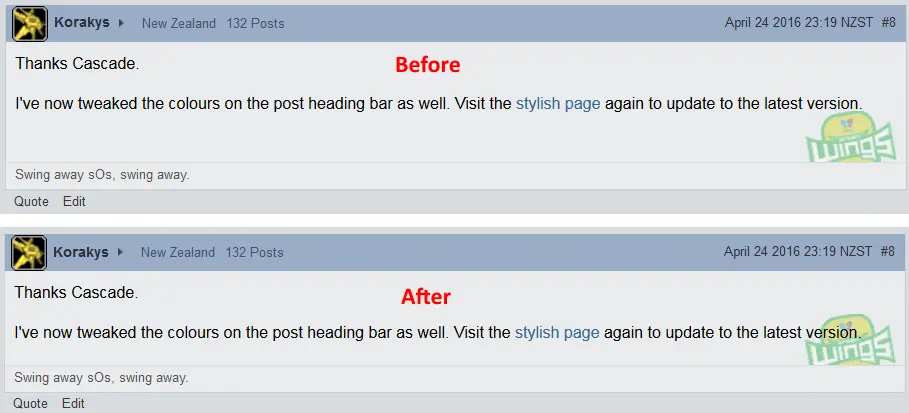 Korakys New Zealand 132 Posts April 24 2016 23:19 NZST #8
Thanks Cascade.
Before
I've now tweaked the colours on the post heading bar as well. Visit the stylish page again to update to the latest version.
WINGS
Swing away sOs, swing away.
Quote Edit
Korakys New Zealand 132 Posts April 24 2016 23:19 NZST #8
Thanks Cascade.
After
I've now tweaked the colours on the post heading bar as well. Visit the stylish page again to update to the latest version.
WINGS
Swing away sOs, swing away.
Quote Edit